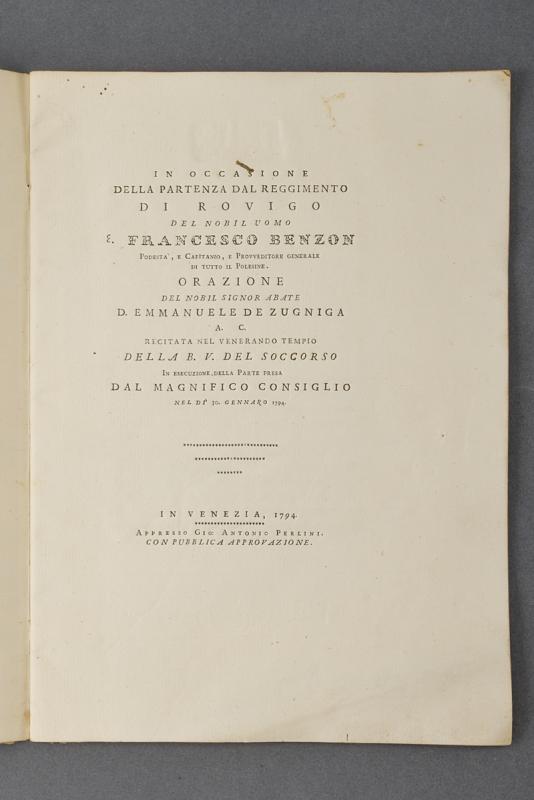 IN OCCASIONE
DELLA PARTENZA DAL REGGIMENTO
DI ROVIGO
DEL NOBIL UOMO
E. FRANCESCO BENZON
PODESTA', E CAPITANIO, E PROVVEDITORE GENERALE
DI TUTTO IL POLESINE.
ORAZIONE
DEL NOBIL SIGNOR ABATE
D. EMMANUELE DE ZUGNIGA
A. C.
RECITATA NEL VENERANDO TEMPIO
DELLA B. V. DEL SOCCORSO
IN ESECUZIONE DELLA PARTE PRESA
DAL MAGNIFICO CONSIGLIO
NEL DÌ 30. GENNARO 1794.
IN VENEZIA, 1794.
APPRESSO GIO: ANTONIO PERLINI.
CON PUBBLICA APPROVAZIONE.